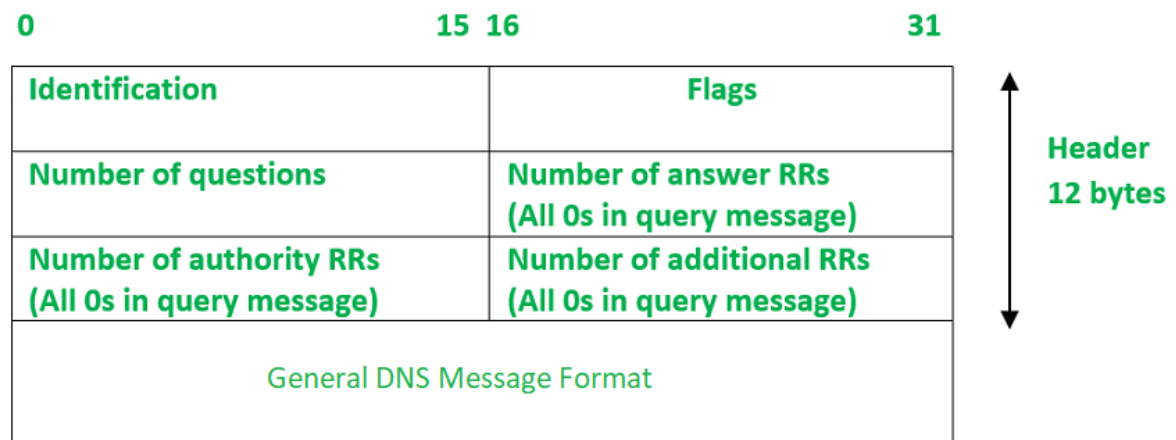 0 15 16 31
Identification Flags
Header
Number of questions Number of answer RRs
12 bytes
(All 0s in query message)
Number of authority RRs Number of additional RRs
(All 0s in query message) (All 0s in query message)
General DNS Message Format